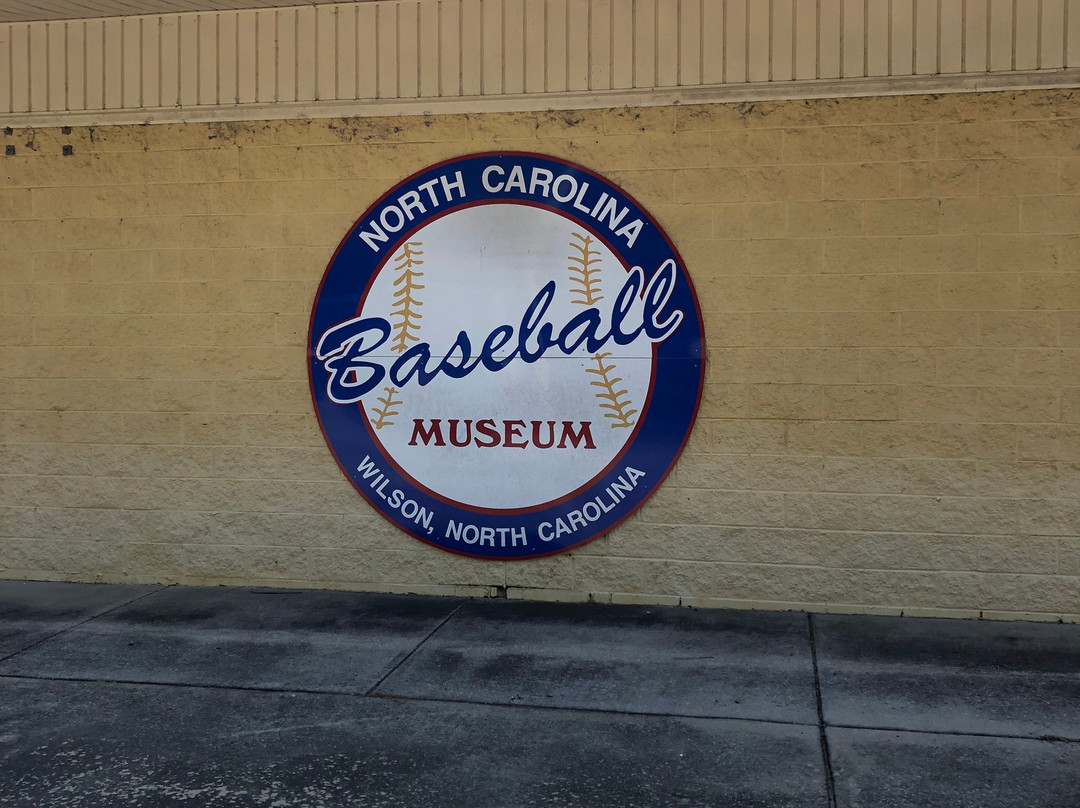 NORTH CAROLINA
Baseball
MUSEUM
WILSON, NORTH CAROLINA